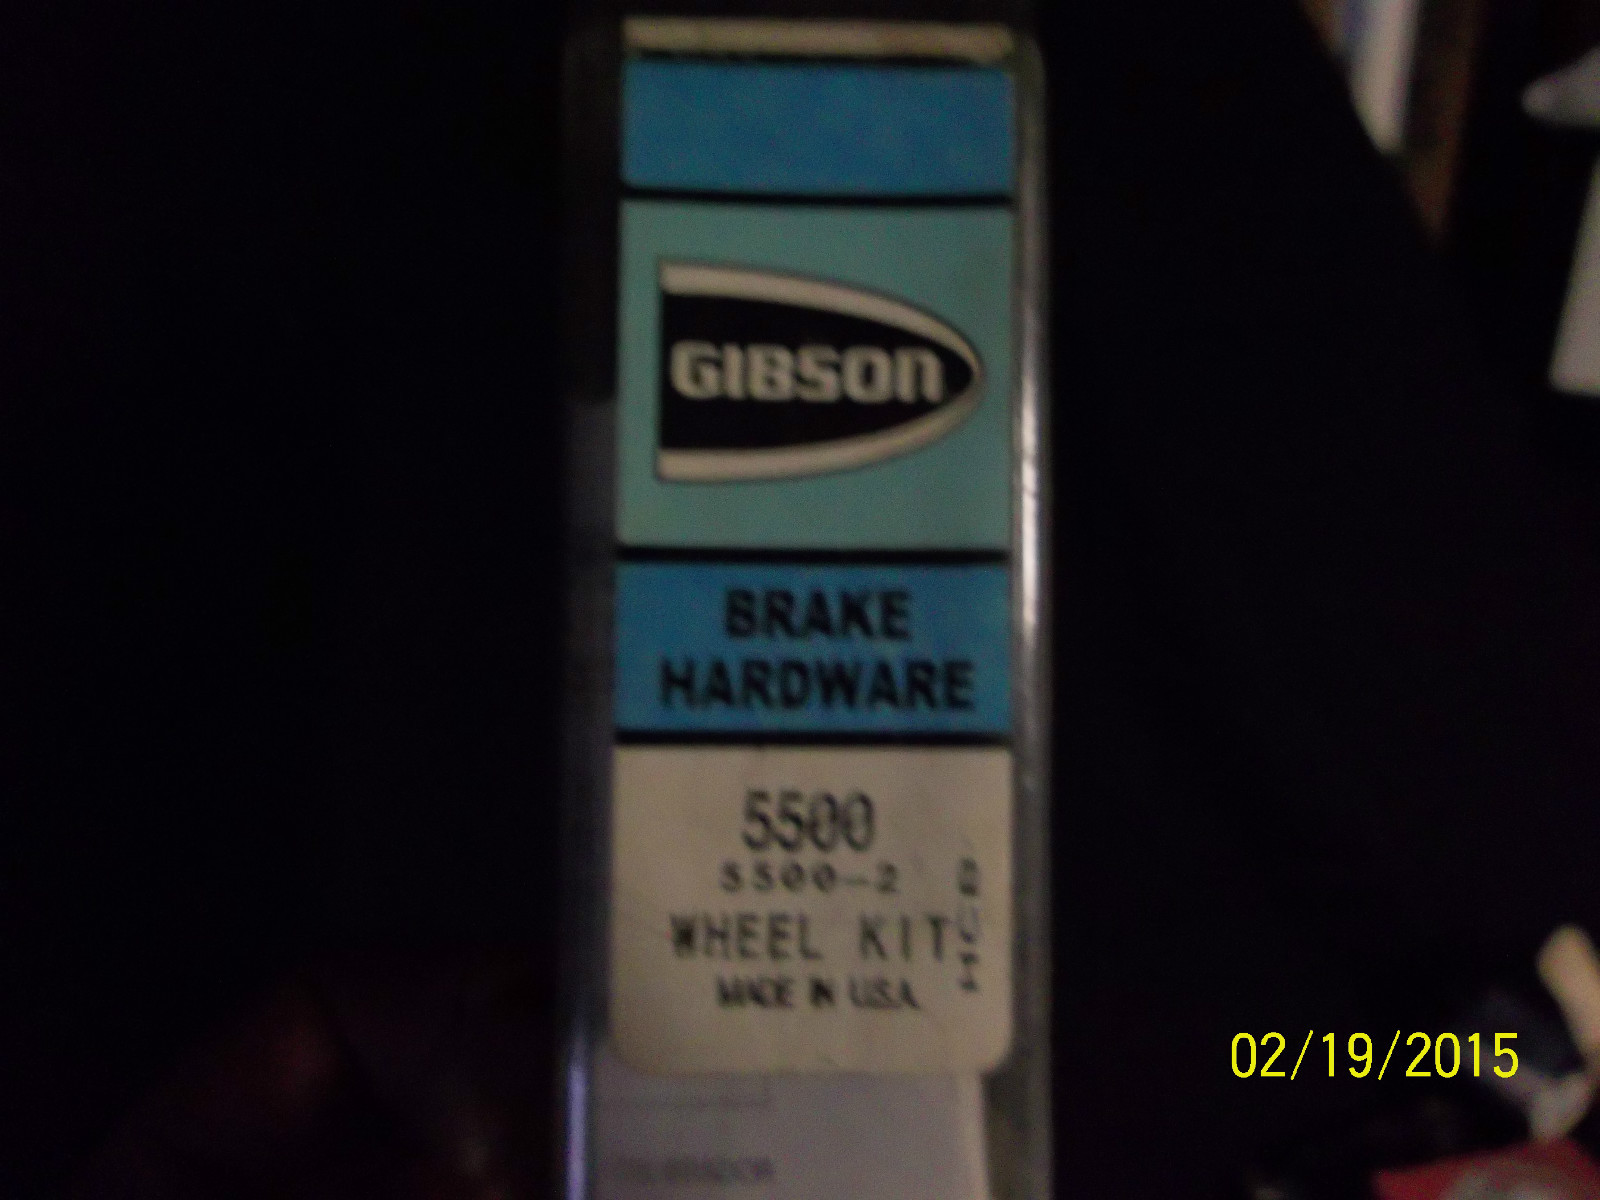 GIBSON
BRAKE
HARDWARE
5500
5500-2
WHEEL KIT
MADE IN U.S.A.
02/19/2015